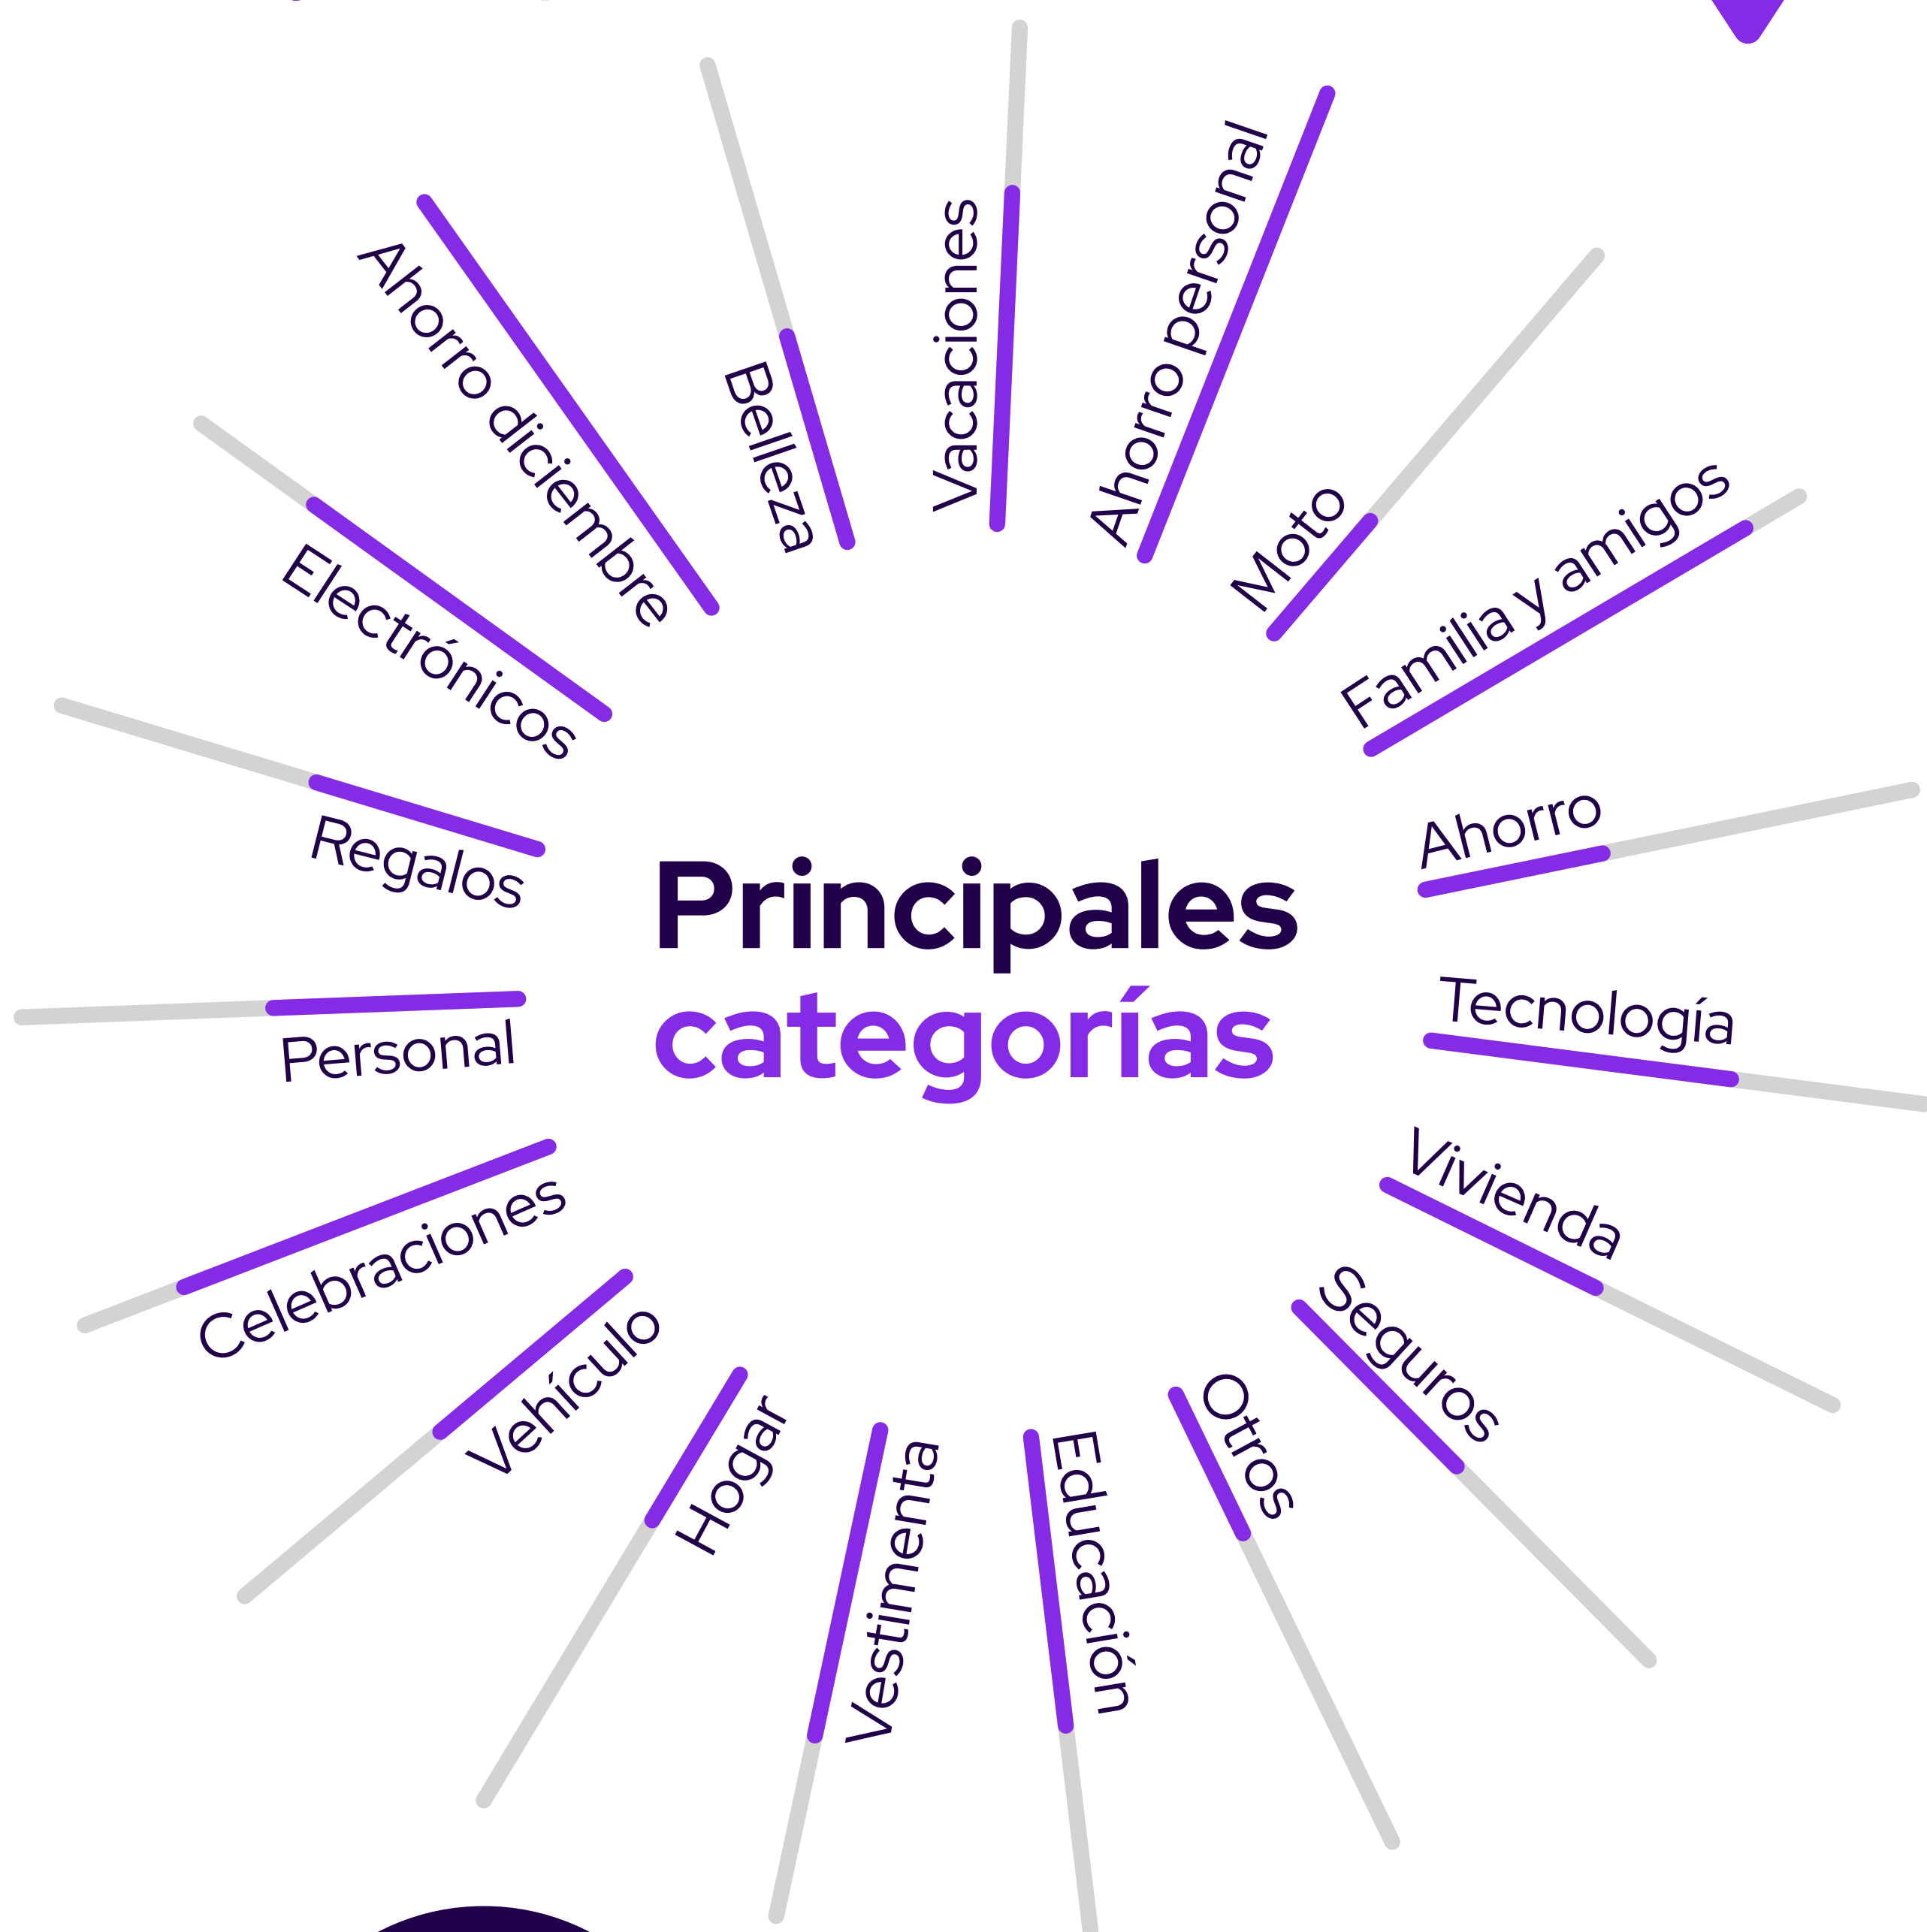 Principales
categorías
Vacaciones
Ahorro personal
Moto
Familia y amigos
Ahorro
Tecnología
Vivienda
Seguros
Otros
Educación
Vestimenta
Hogar
Vehículo
Celebraciones
Personal
Regalos
Electrónicos
Ahorro diciembre
Belleza